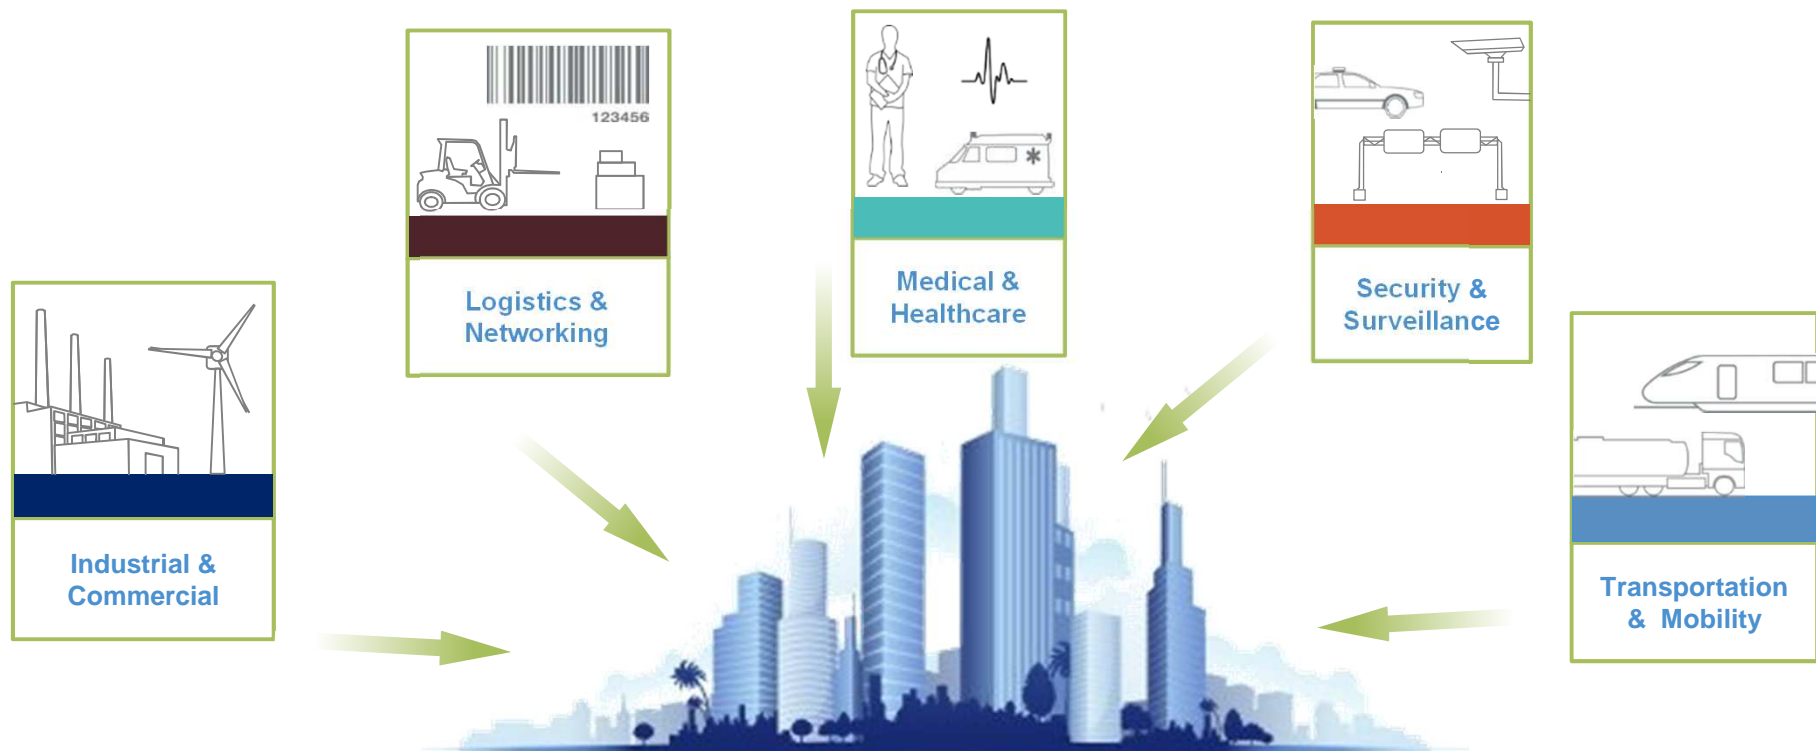 123456
Logistics &
Networking
Medical &
Healthcare
Security &
Surveillance
Industrial &
Commercial
Transportation
& Mobility